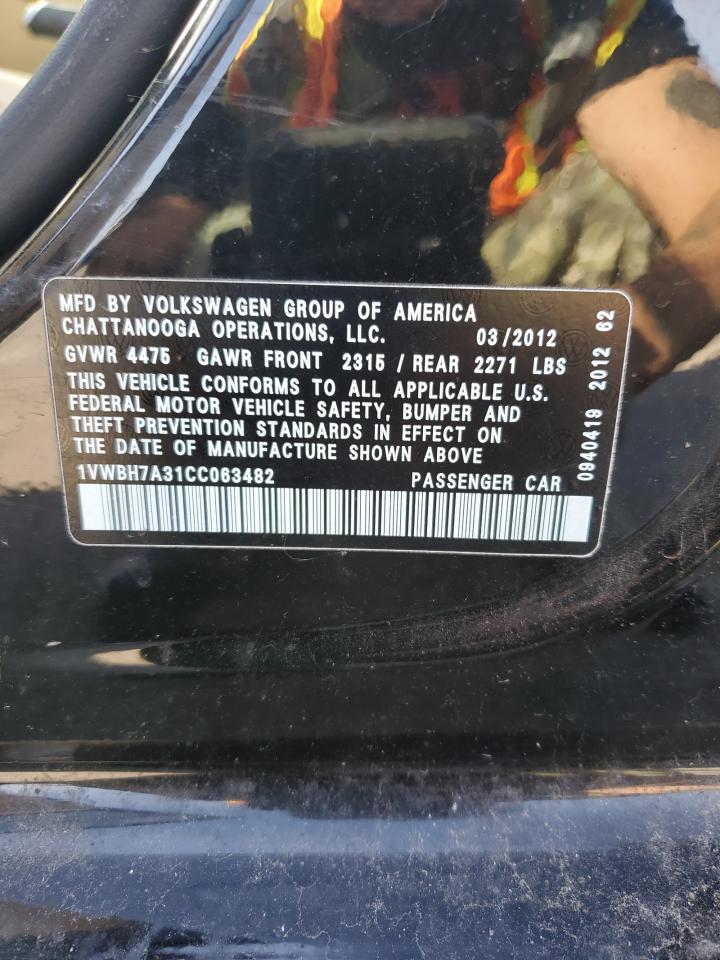 MFD BY VOLKSWAGEN GROUP OF AMERICA
CHATTANOOGA OPERATIONS, LLC. 03/2012
GVWR 4475 GAWR FRONT 2315 / REAR 2271 LBS
THIS VEHICLE CONFORMS TO ALL APPLICABLE U.S.
FEDERAL MOTOR VEHICLE SAFETY, BUMPER AND
THEFT PREVENTION STANDARDS IN EFFECT ON
THE DATE OF MANUFACTURE SHOWN ABOVE
1VWBH7A31CC063482 PASSENGER CAR
0940419 2012 62